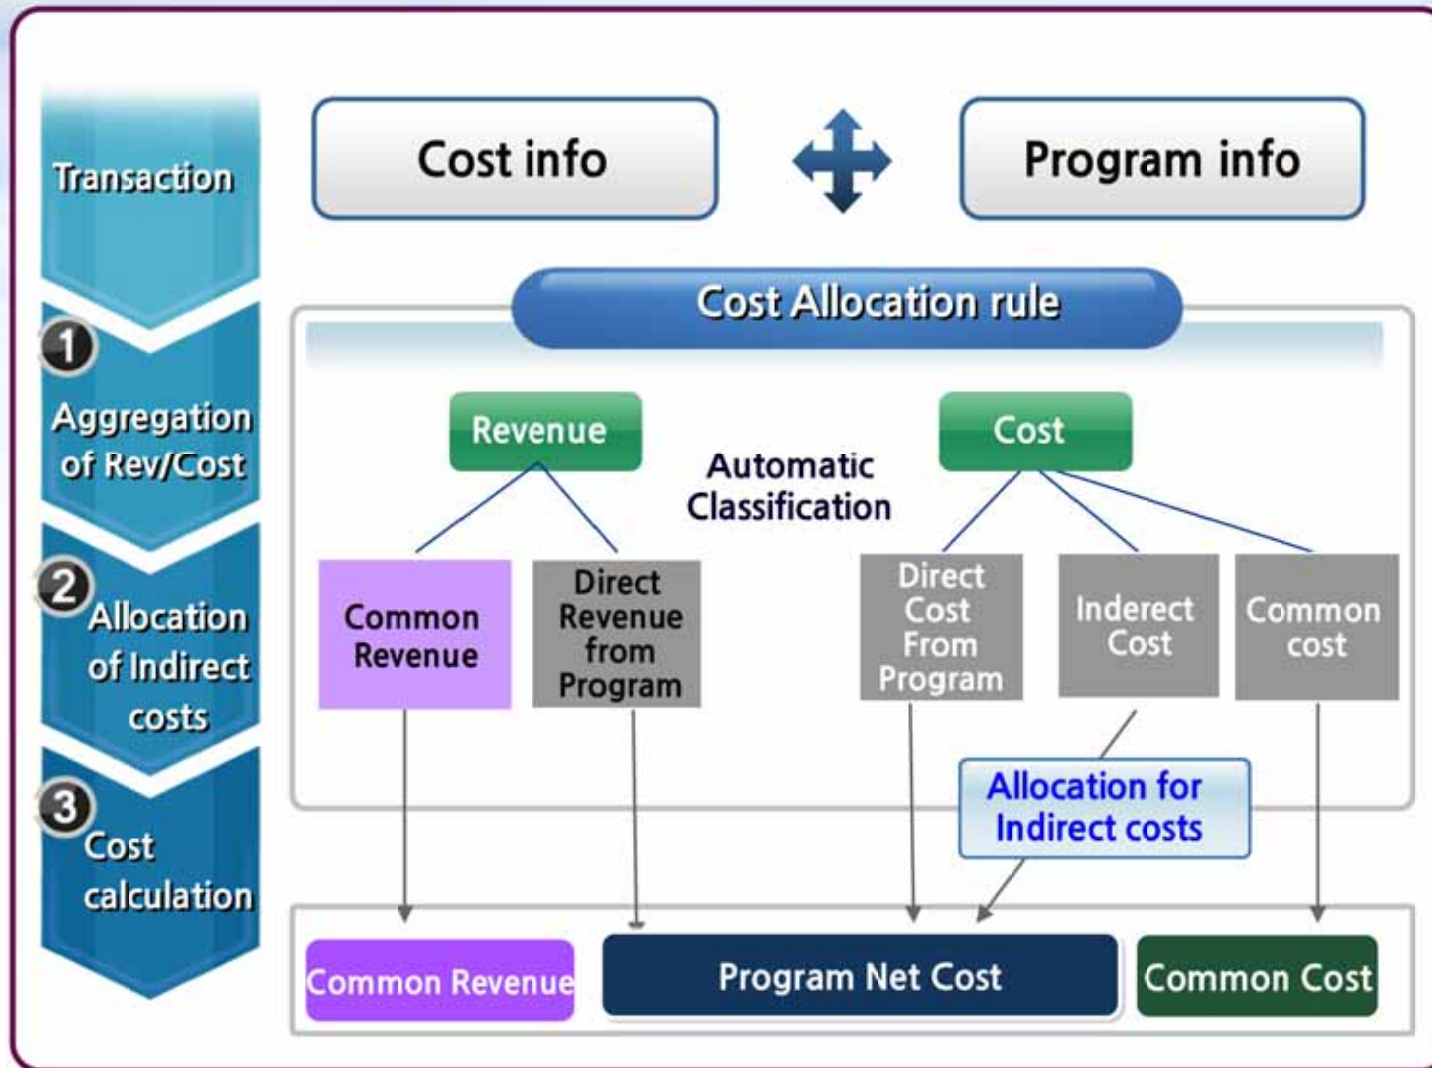 Transaction
Cost info
Program info
Cost Allocation rule
1
Aggregation
of Rev/Cost
Revenue
Automatic
Classification
Cost
2
Allocation
of Indirect
costs
Common
Revenue
Direct
Revenue
from
Program
Direct
Cost
From
Program
Inderect
Cost
Common
cost
3
Cost
calculation
Allocation for
Indirect costs
Common Revenue
Program Net Cost
Common Cost